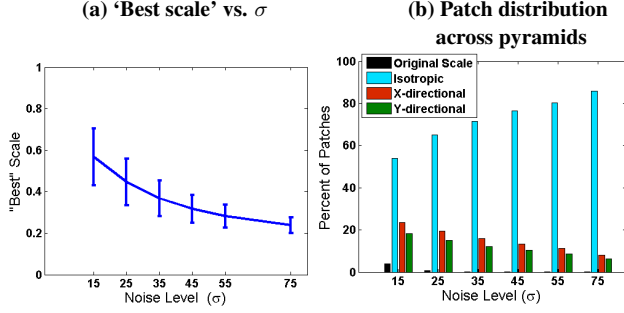 (a) ‘Best scale’ vs. σ
"Best" Scale
1
0.8
0.6
0.4
0.2
0
15 25 35 45 55 75
Noise Level (σ)
(b) Patch distribution
across pyramids
Percent of Patches
100
80
60
40
20
0
Original Scale
Isotropic
X-directional
Y-directional
15 25 35 45 55 75
Noise Level (σ)